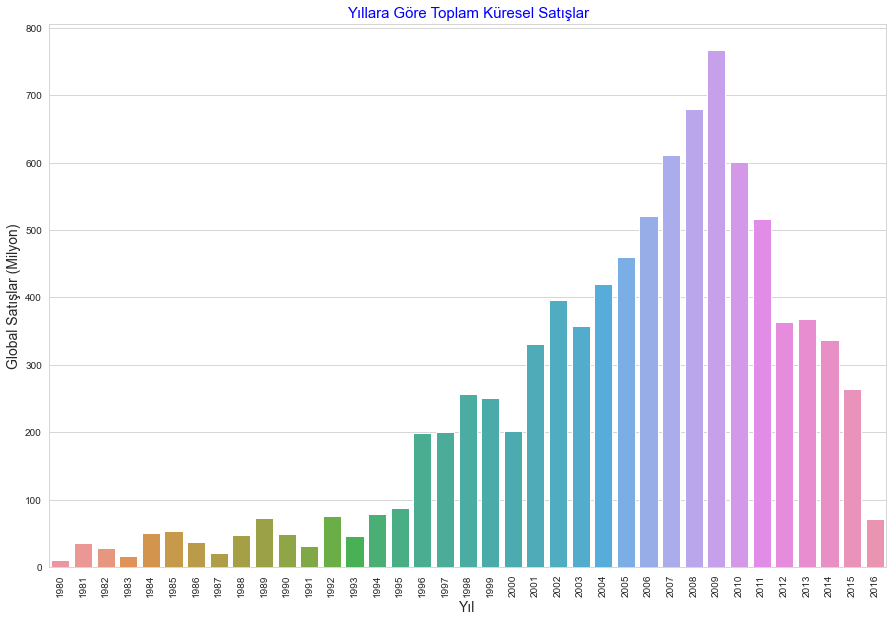 Yıllara Göre Toplam Küresel Satışlar
800
700
600
500
400
300
200
100
0
Global Satışlar (Milyon)
1980 1981 1982 1983 1984 1985 1986 1987 1988 1989 1990 1991 1992 1993 1994 1995 1996 1997 1998 1999 2000 2001 2002 2003 2004 2005 2006 2007 2008 2009 2010 2011 2012 2013 2014 2015 2016
Yıl